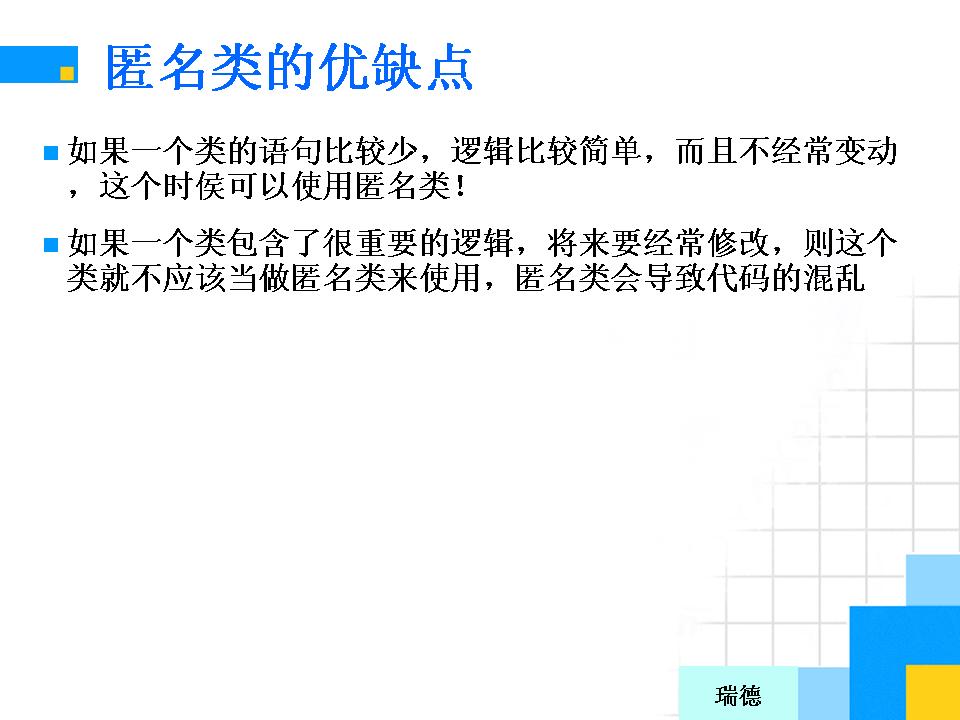 匿名类的优缺点
如果一个类的语句比较少，逻辑比较简单，而且不经常变动
，这个时侯可以使用匿名类！
如果一个类包含了很重要的逻辑，将来要经常修改，则这个
类就不应该当做匿名类来使用，匿名类会导致代码的混乱
瑞德